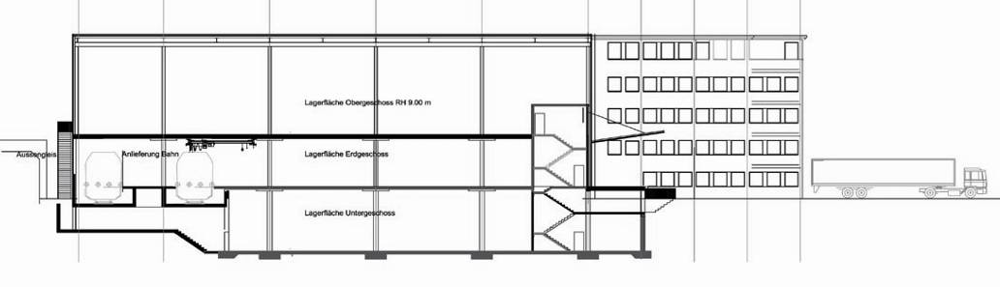 Lagerfläche Obergeschoss RH 9.00 m
Aussengleis
Anlieferung Bahn
Lagerfläche Erdgeschoss
Lagerfläche Untergeschoss